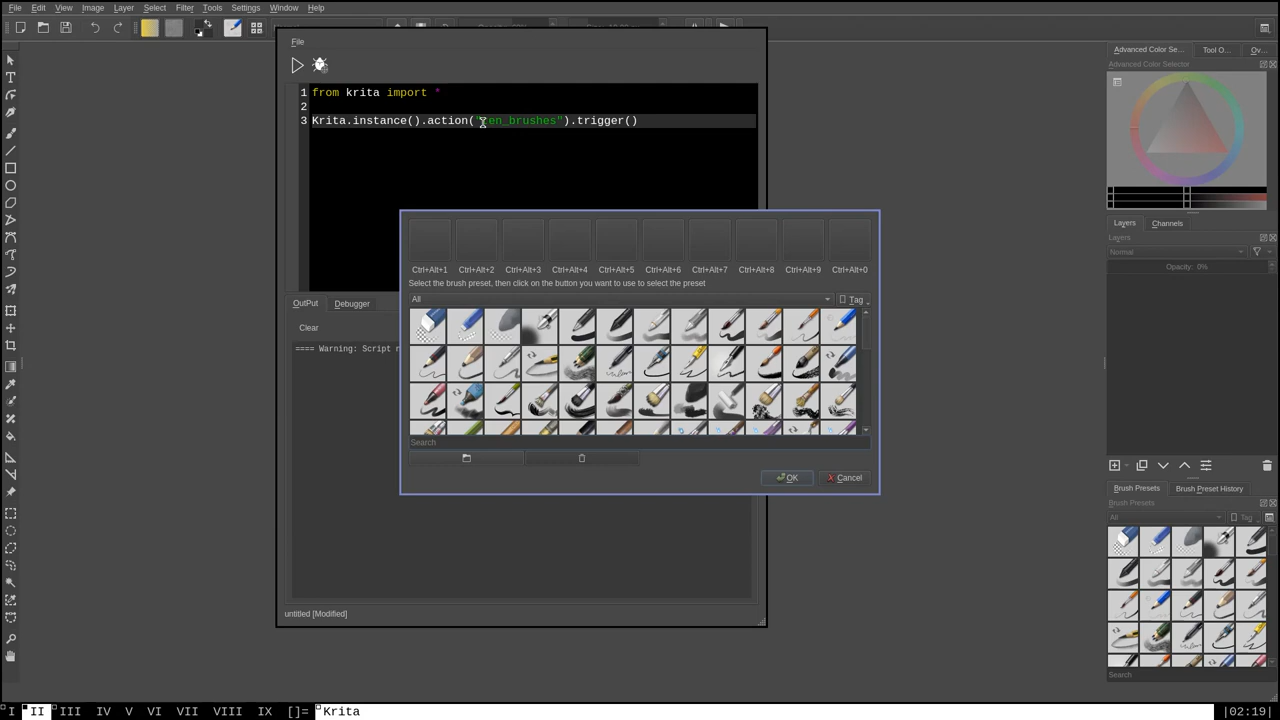 File Edit View Image Layer Select Filter Tools Settings Window Help
File
1 from krita import *
2
3 Krita.instance().action("ten_brushes").trigger()
Ctrl+Alt+1 Ctrl+Alt+2 Ctrl+Alt+3 Ctrl+Alt+4 Ctrl+Alt+5 Ctrl+Alt+6 Ctrl+Alt+7 Ctrl+Alt+8 Ctrl+Alt+9 Ctrl+Alt+0
Select the brush preset, then click on the button you want to use to select the preset
All
Tag
Search
OK
Cancel
OutPut Debugger
Clear
==== Warning: Script
untitled [Modified]
Advanced Color Se... Tool O... Ov...
Advanced Color Selector
Layers Channels
Layers
Normal
Opacity: 0%
Brush Presets Brush Preset History
Brush Presets
All
Tag
Search
I II III IV V VI VII VIII IX []= Krita
|02:19|